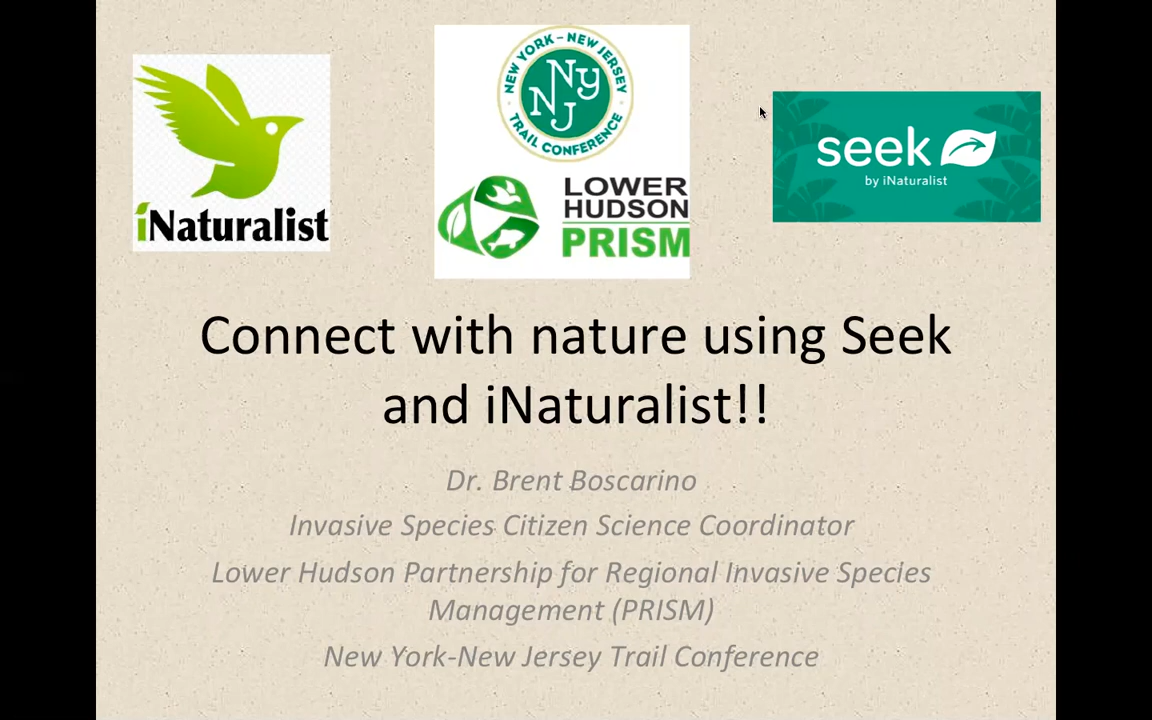 NEW YORK – NEW JERSEY
NY
NJ
TRAIL CONFERENCE
iNaturalist
LOWER
HUDSON
PRISM
seek
by iNaturalist
Connect with nature using Seek
and iNaturalist!!
Dr. Brent Boscarino
Invasive Species Citizen Science Coordinator
Lower Hudson Partnership for Regional Invasive Species
Management (PRISM)
New York-New Jersey Trail Conference